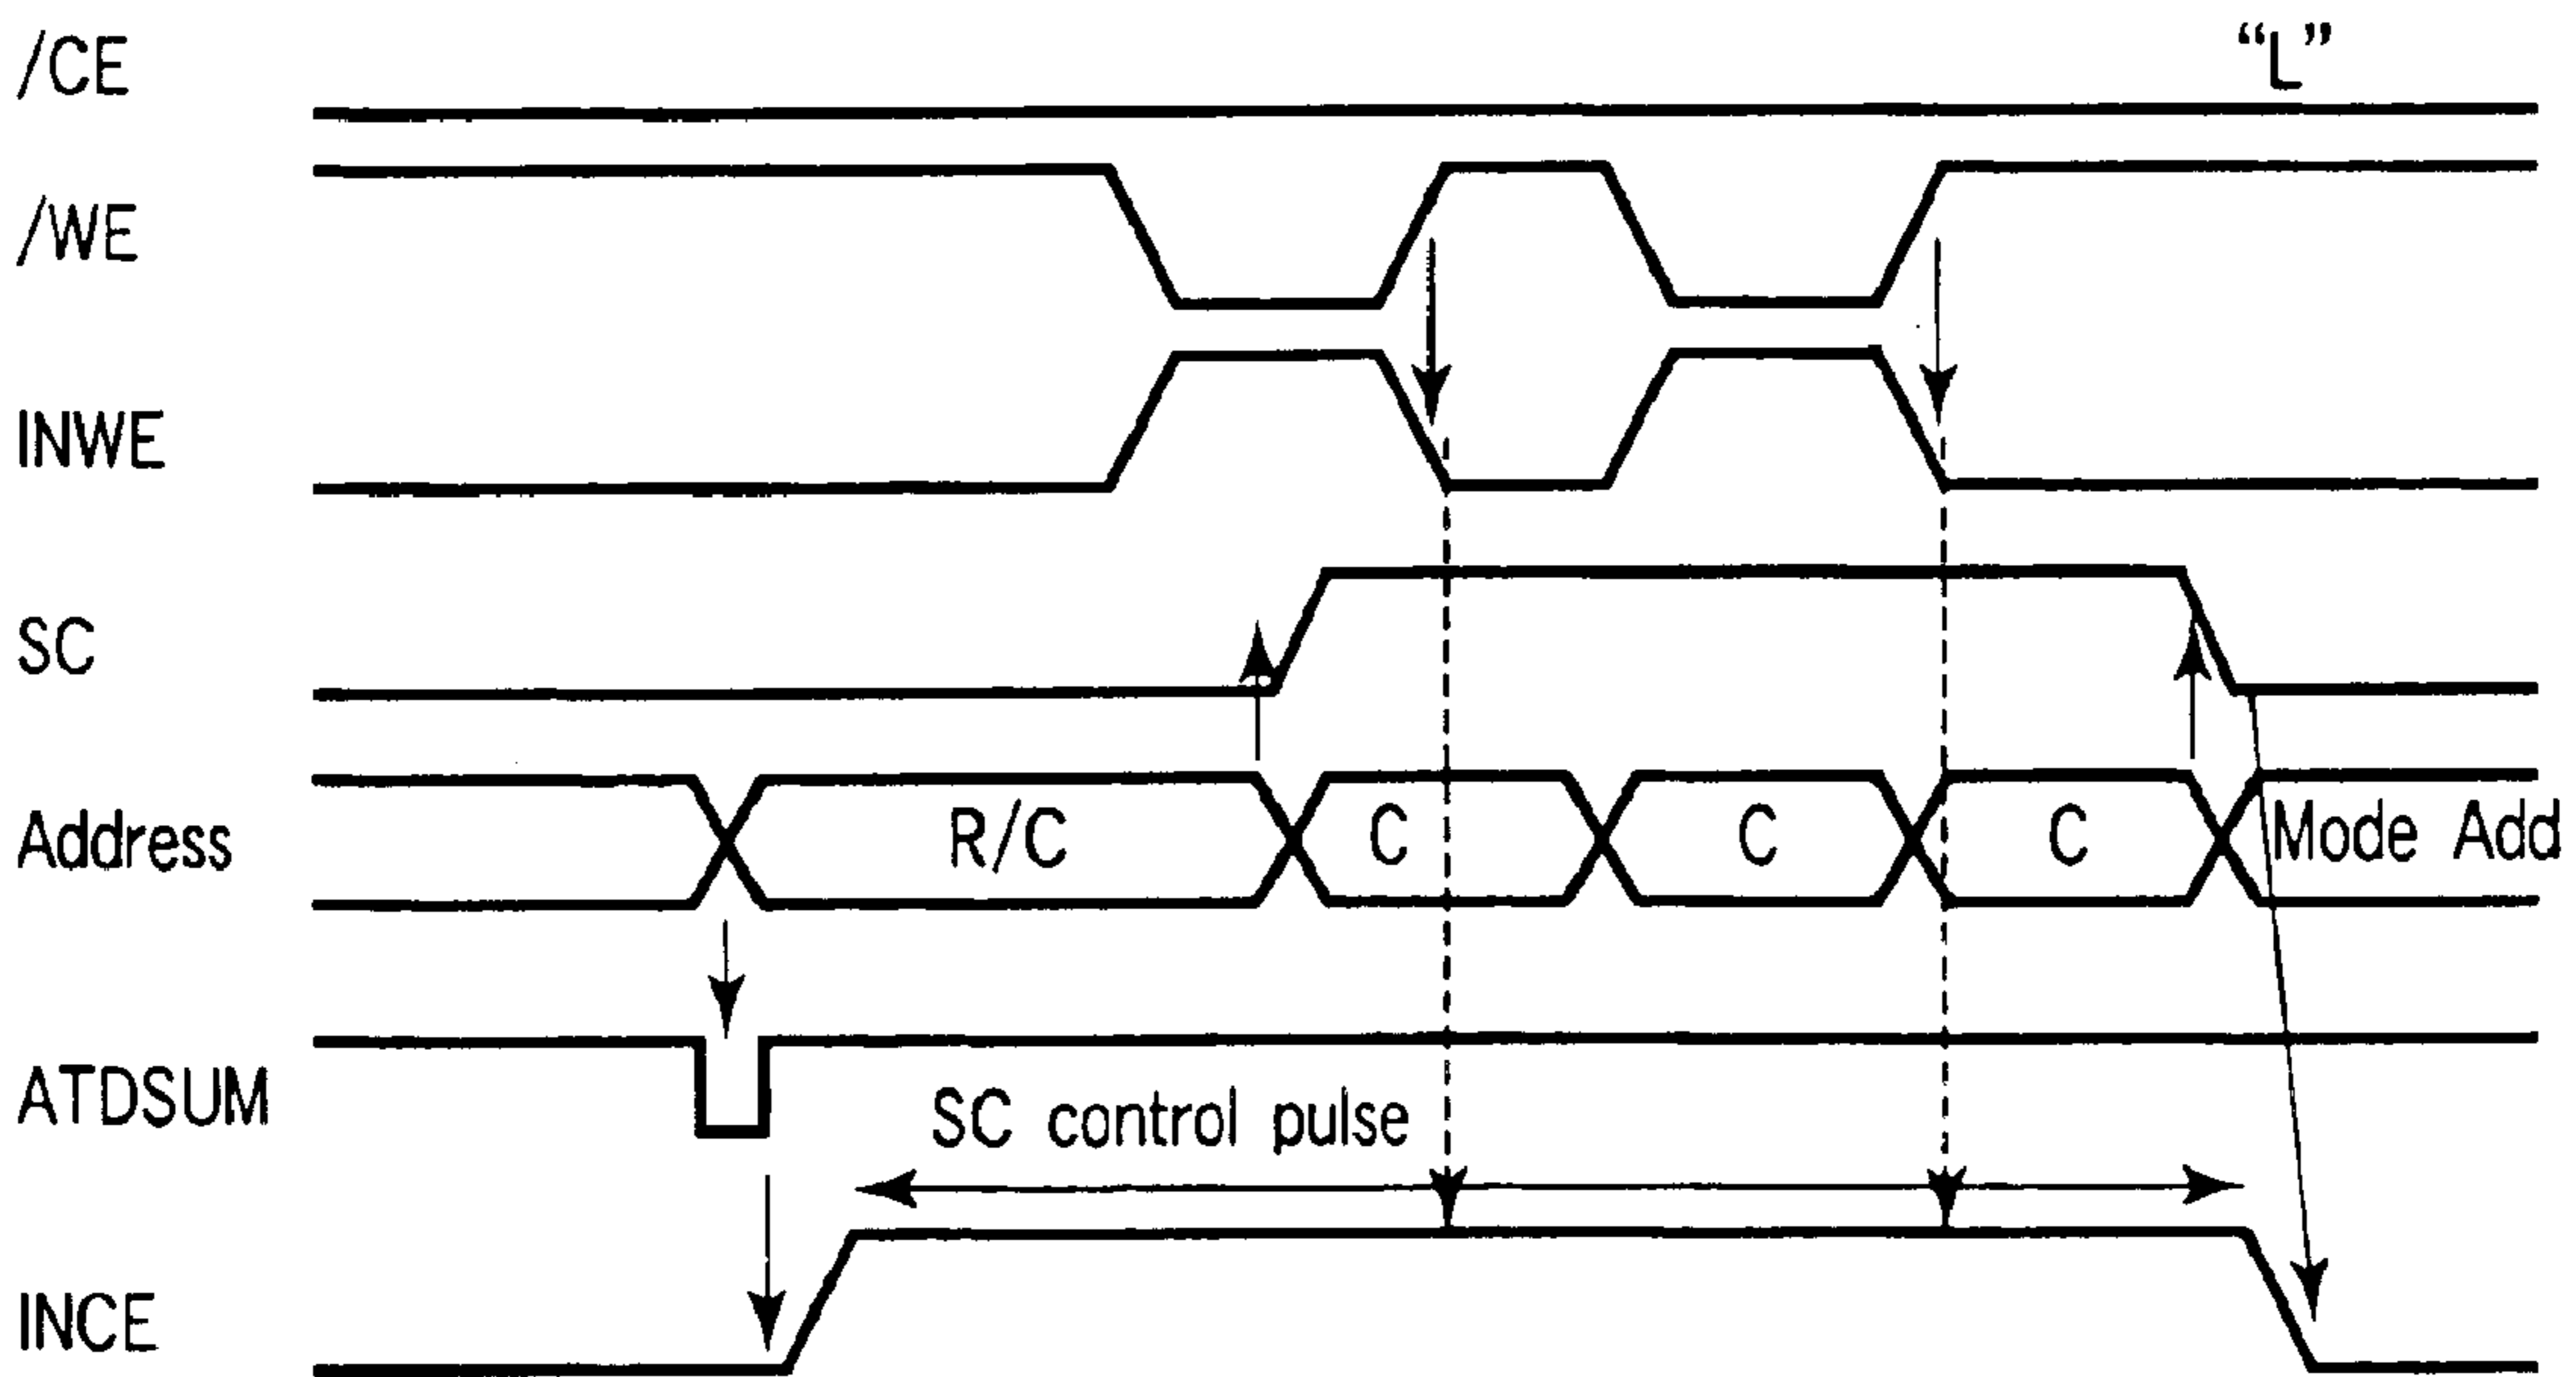 /CE
“L”
/WE
INWE
SC
Address
R/C
C
C
C
Mode Add
ATDSUM
SC control pulse
INCE